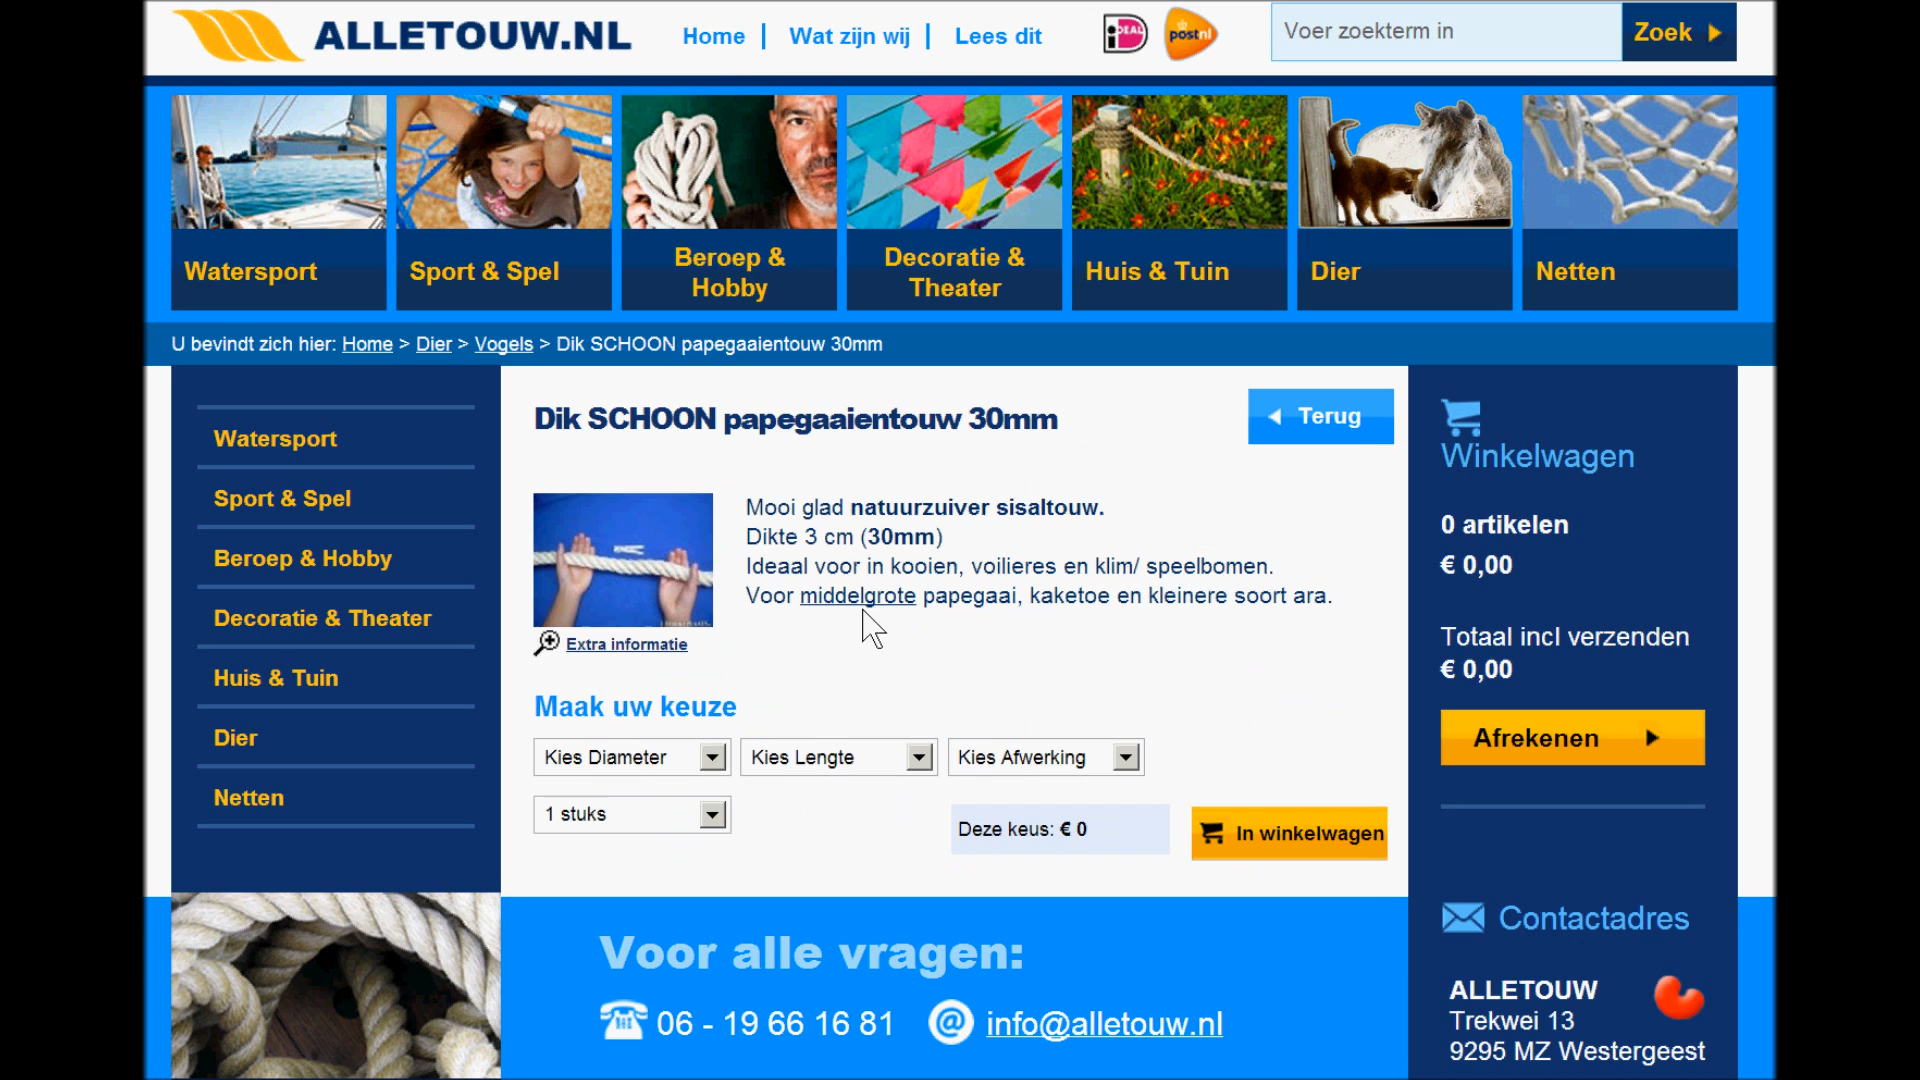 ALLETOUW.NL
Home | Wat zijn wij | Lees dit
iDEAL
postnl
Voer zoekterm in
Zoek
Watersport
Sport & Spel
Beroep &
Hobby
Decoratie &
Theater
Huis & Tuin
Dier
Netten
U bevindt zich hier: Home > Dier > Vogels > Dik SCHOON papegaaientouw 30mm
Watersport
Sport & Spel
Beroep & Hobby
Decoratie & Theater
Huis & Tuin
Dier
Netten
Dik SCHOON papegaaientouw 30mm
Terug
Mooi glad natuurzuiver sisaltouw.
Dikte 3 cm (30mm)
Ideaal voor in kooien, voilieres en klim/ speelbomen.
Voor middelgrote papegaai, kaketoe en kleinere soort ara.
Extra informatie
Maak uw keuze
Kies Diameter
Kies Lengte
Kies Afwerking
1 stuks
Deze keus: € 0
In winkelwagen
Winkelwagen
0 artikelen
€ 0,00
Totaal incl verzenden
€ 0,00
Afrekenen
Voor alle vragen:
06 - 19 66 16 81
@ info@alletouw.nl
Contactadres
ALLETOUW
Trekwei 13
9295 MZ Westergeest